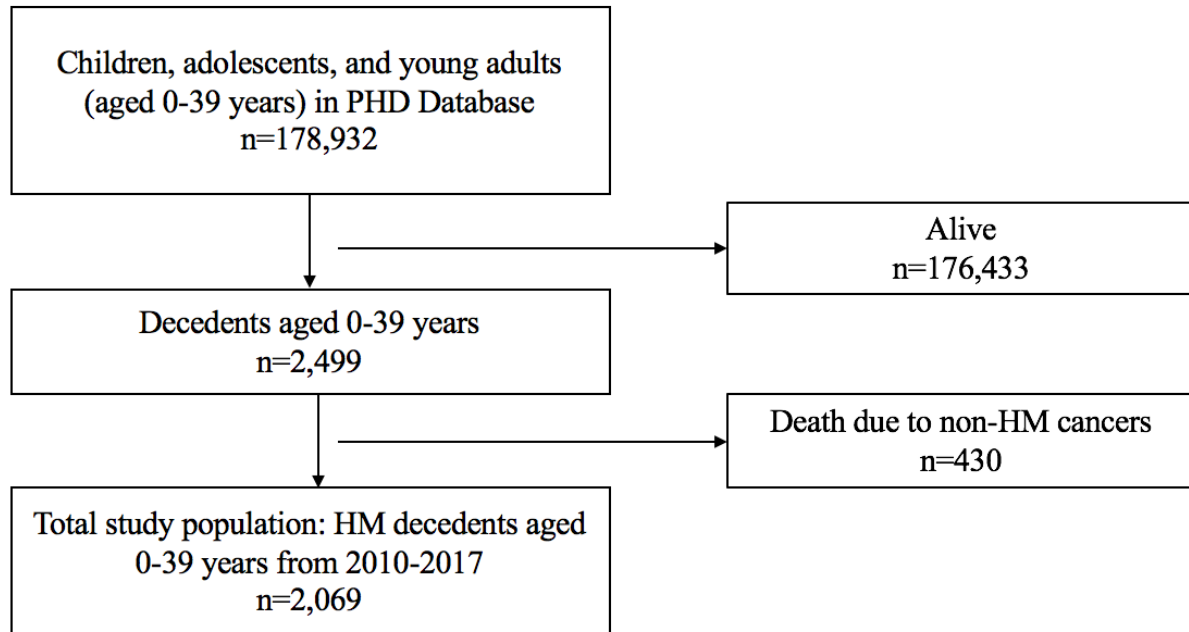 Children, adolescents, and young adults
(aged 0-39 years) in PHD Database
n=178,932
Alive
n=176,433
Decedents aged 0-39 years
n=2,499
Death due to non-HM cancers
n=430
Total study population: HM decedents aged
0-39 years from 2010-2017
n=2,069